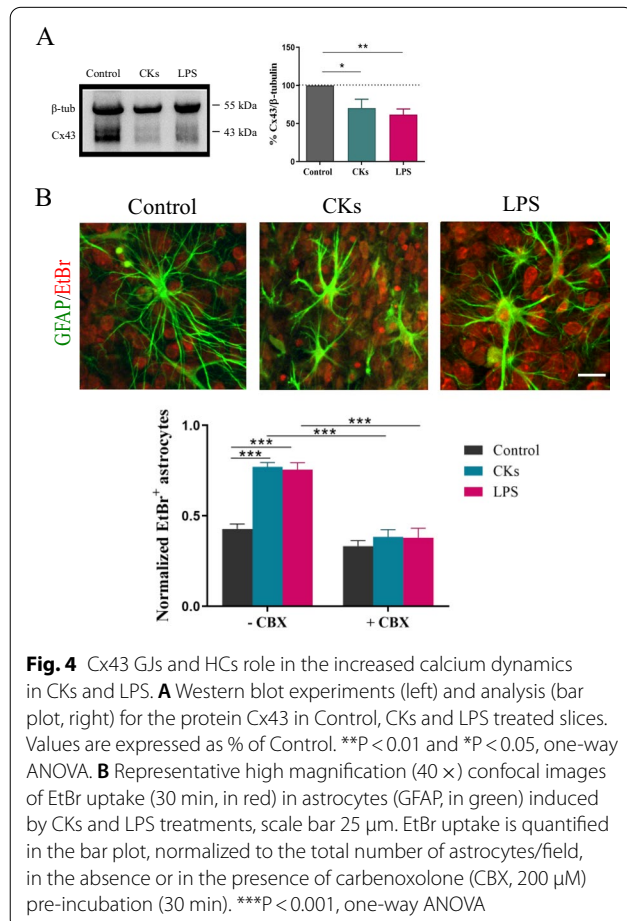 A
Control CKs LPS
β-tub
Cx43
55 kDa
43 kDa
% Cx43/β-tubulin
150
100
50
0
**
*
Control CKs LPS
B
Control CKs LPS
GFAP/EtBr
Normalized EtBr+ astrocytes
1.0
0.5
0.0
***
***
***
***
Control
CKs
LPS
- CBX + CBX
Fig. 4 Cx43 GJs and HCs role in the increased calcium dynamics
in CKs and LPS. A Western blot experiments (left) and analysis (bar
plot, right) for the protein Cx43 in Control, CKs and LPS treated slices.
Values are expressed as % of Control. **P < 0.01 and *P < 0.05, one-way
ANOVA. B Representative high magnification (40 ×) confocal images
of EtBr uptake (30 min, in red) in astrocytes (GFAP, in green) induced
by CKs and LPS treatments, scale bar 25 μm. EtBr uptake is quantified
in the bar plot, normalized to the total number of astrocytes/field,
in the absence or in the presence of carbenoxolone (CBX, 200 μM)
pre-incubation (30 min). ***P < 0.001, one-way ANOVA